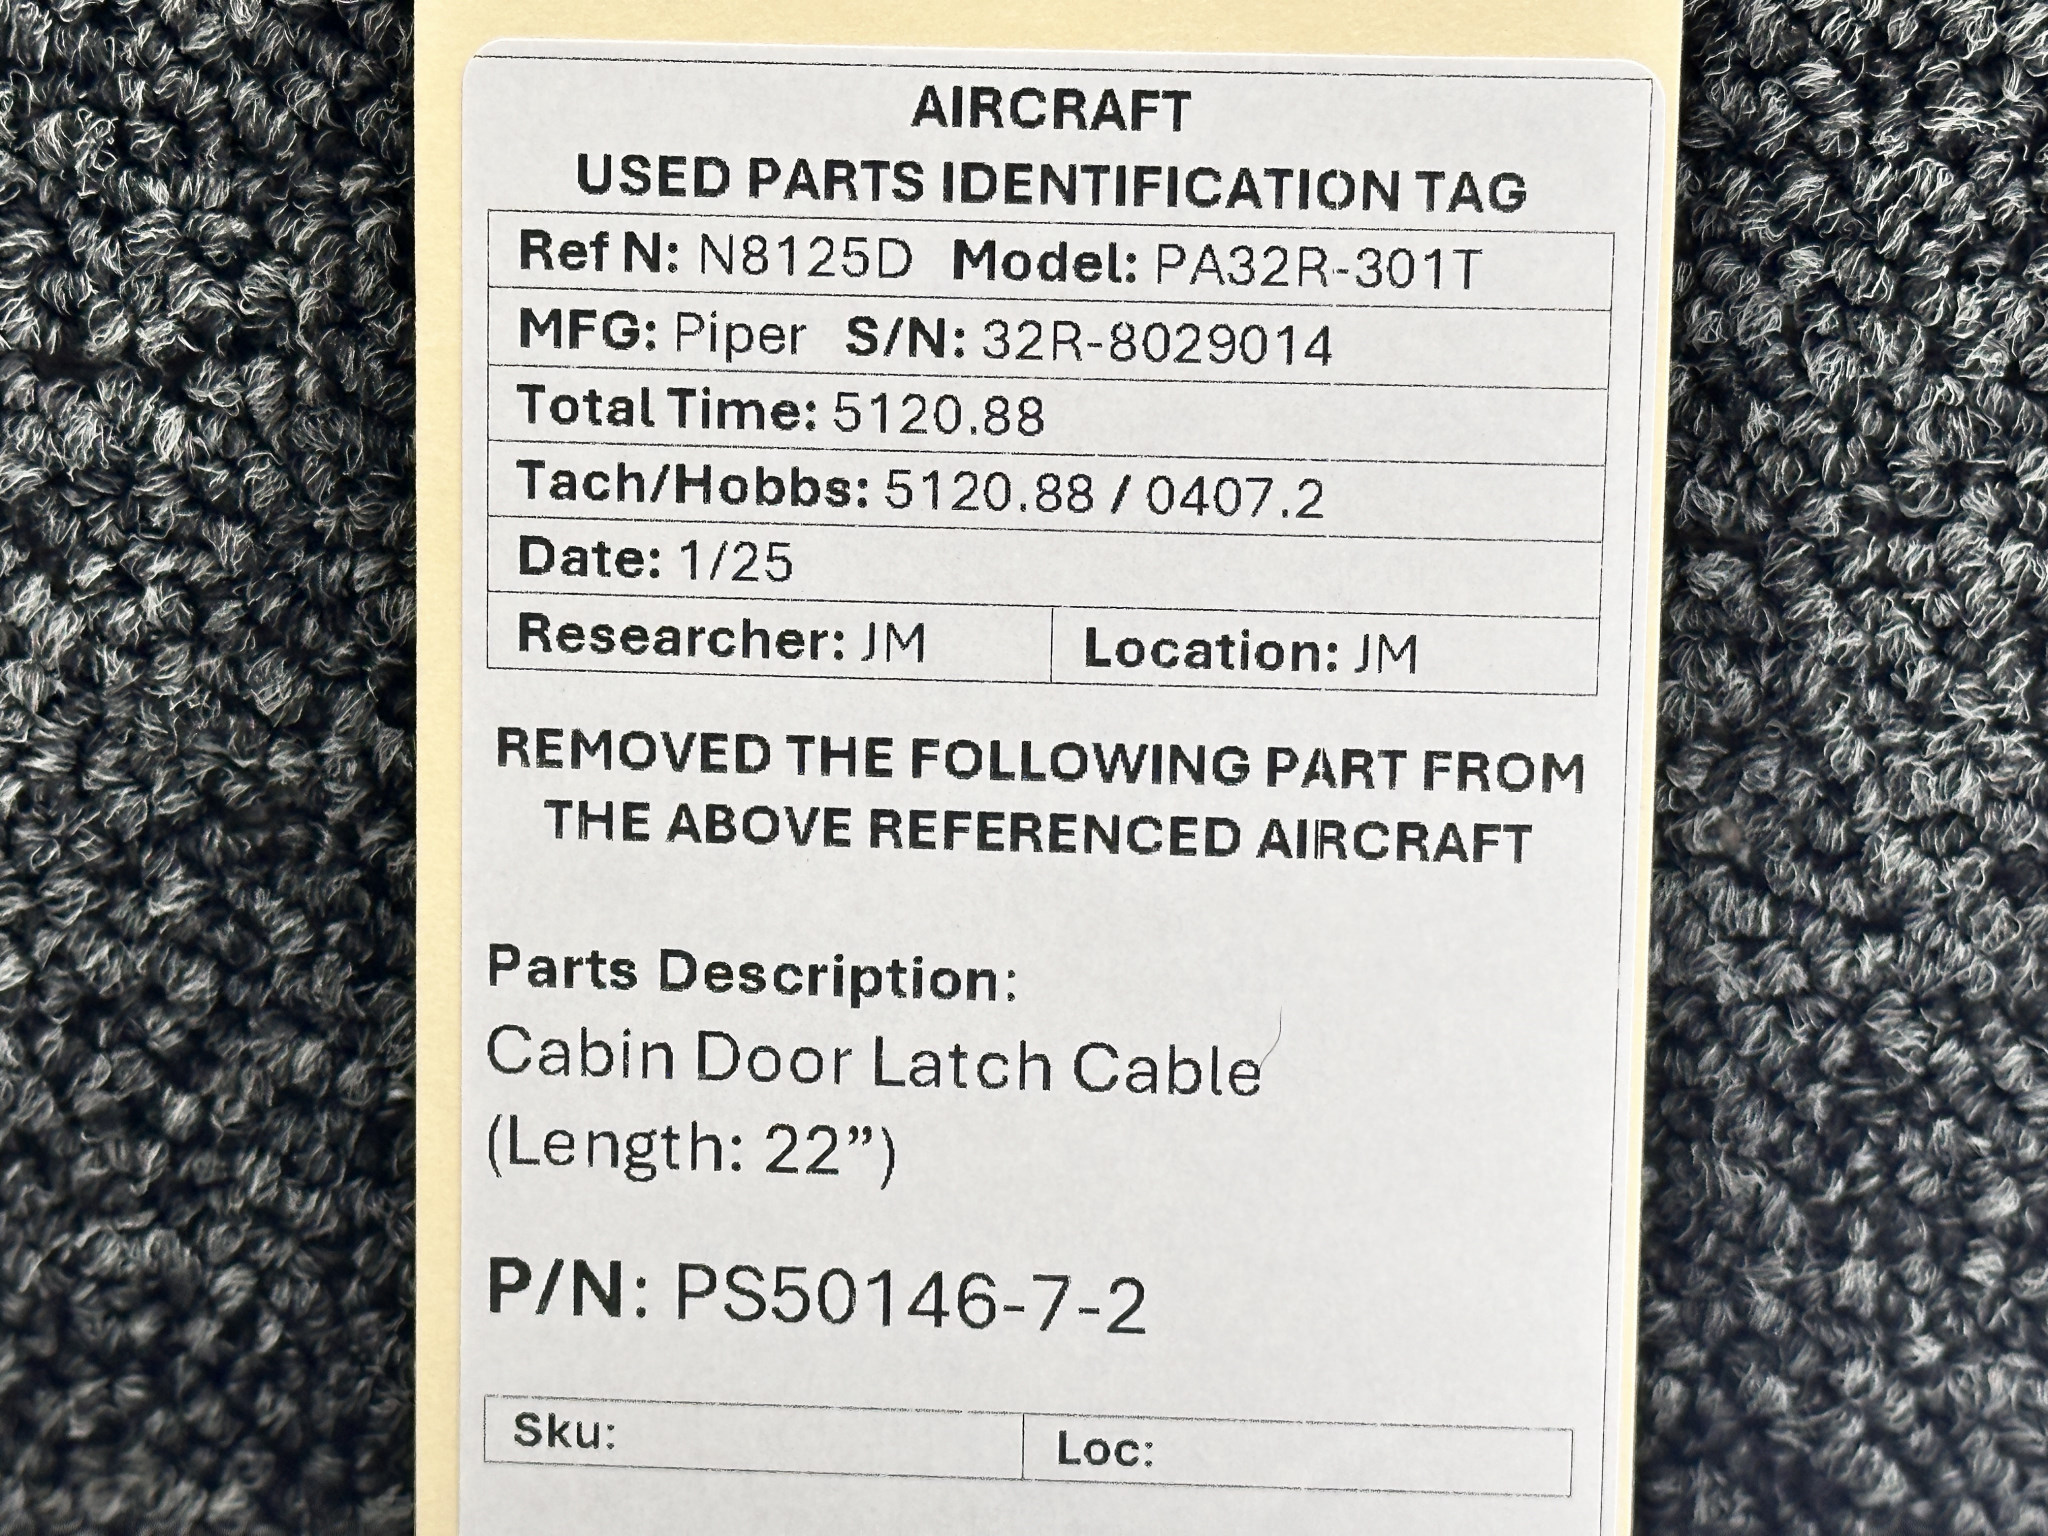 AIRCRAFT
USED PARTS IDENTIFICATION TAG
Ref N: N8125D Model: PA32R-301T
MFG: Piper S/N: 32R-8029014
Total Time: 5120.88
Tach/Hobbs: 5120.88 / 0407.2
Date: 1/25
Researcher: JM Location: JM
REMOVED THE FOLLOWING PART FROM
THE ABOVE REFERENCED AIRCRAFT
Parts Description:
Cabin Door Latch Cable
(Length: 22”)
P/N: PS50146-7-2
Sku: Loc: